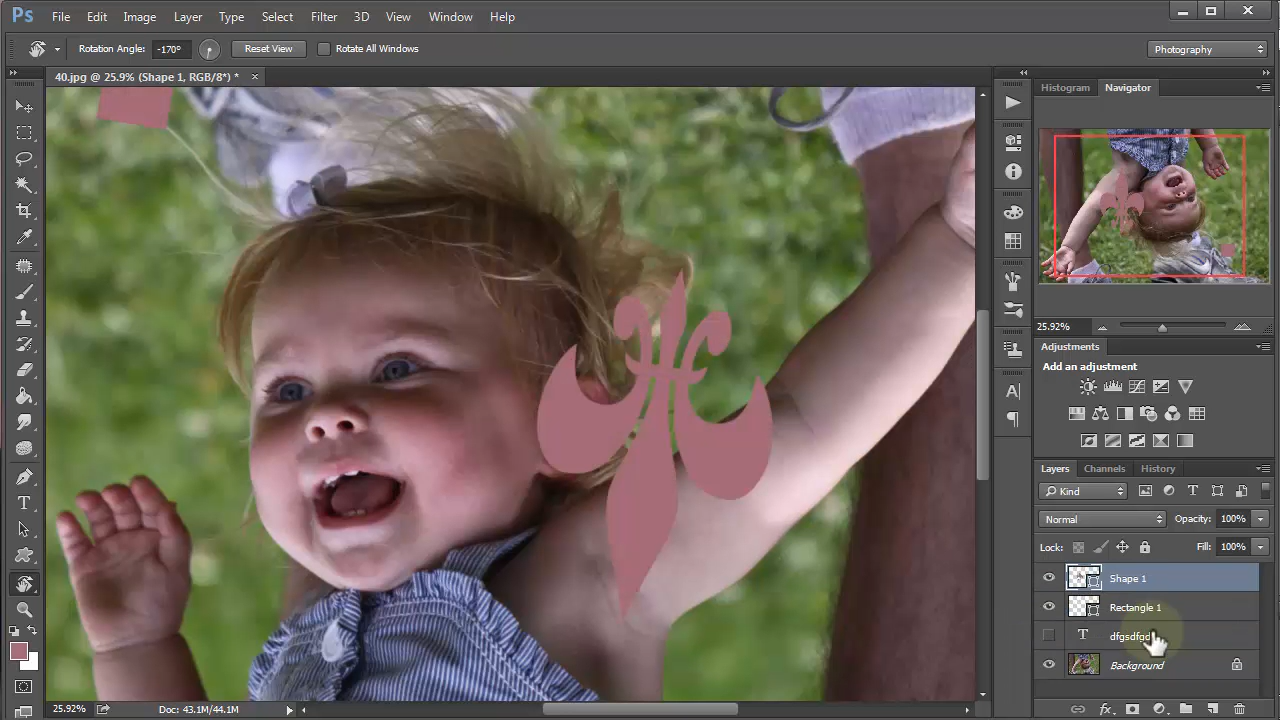 Ps File Edit Image Layer Type Select Filter 3D View Window Help
Rotation Angle: -170° Reset View Rotate All Windows Photography
40.jpg @ 25.9% (Shape 1, RGB/8*) *
Histogram Navigator
25.92%
Adjustments
Add an adjustment
Layers Channels History
Kind
Normal Opacity: 100%
Lock: Fill: 100%
Shape 1
Rectangle 1
T dfgsdfgd
Background
25.92% Doc: 43.1M/44.1M